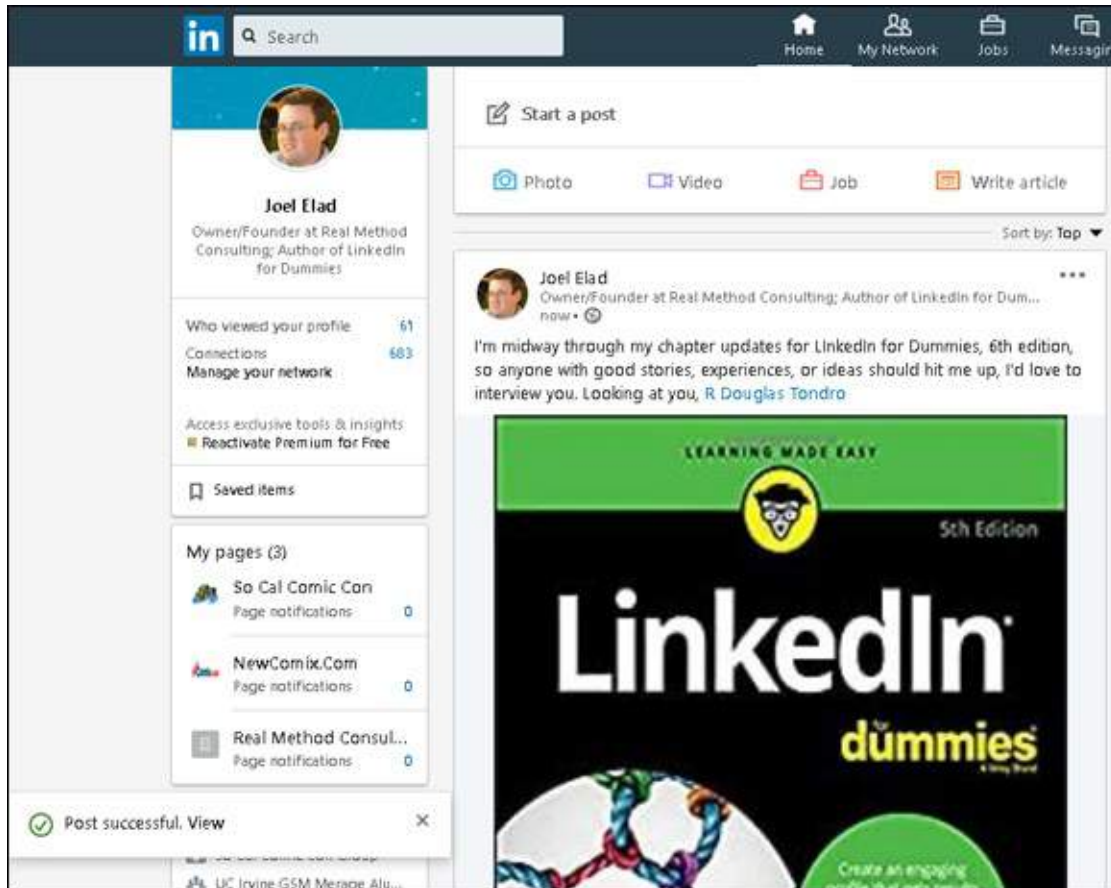 in
Search
Home
My Network
Jobs
Messagin
Joel Elad
Owner/Founder at Real Method
Consulting; Author of LinkedIn
for Dummies
Who viewed your profile 61
Connections 683
Manage your network
Access exclusive tools & insights
Reactivate Premium for Free
Saved items
My pages (3)
So Cal Comic Con
Page notifications 0
NewComix.Com
Page notifications 0
Real Method Consul...
Page notifications 0
Post successful. View
UC Irvine GSM Merage Alu...
Start a post
Photo
Video
Job
Write article
Sort by: Top
Joel Elad
Owner/Founder at Real Method Consulting; Author of LinkedIn for Dum...
now •
I'm midway through my chapter updates for LinkedIn for Dummies, 6th edition,
so anyone with good stories, experiences, or ideas should hit me up, I'd love to
interview you. Looking at you, R Douglas Tondro
LEARNING MADE EASY
5th Edition
LinkedIn
for
dummies
A Wiley Brand
Create an engaging